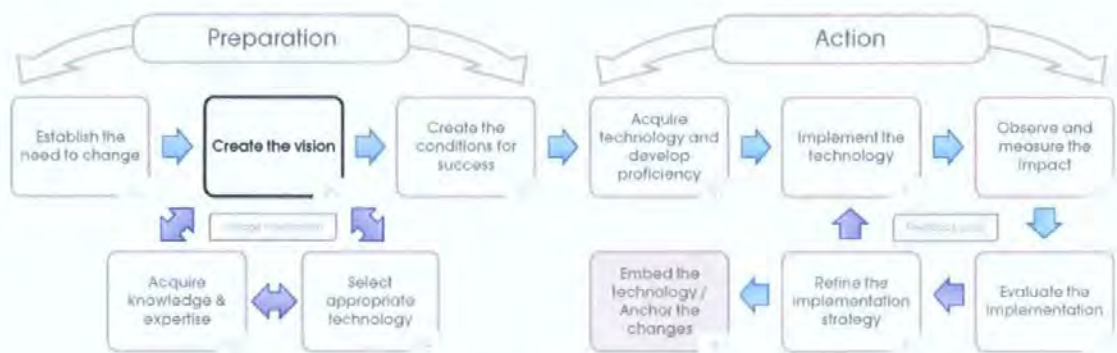 Preparation
Action
Establish the
need to change
Create the vision
Create the
conditions for
success
Acquire
technology and
develop
proficiency
Implement the
technology
Observe and
measure the
impact
Feedback loop
Acquire
knowledge &
expertise
Select
appropriate
technology
Embed the
technology /
Anchor the
changes
Refine the
implementation
strategy
Evaluate the
implementation